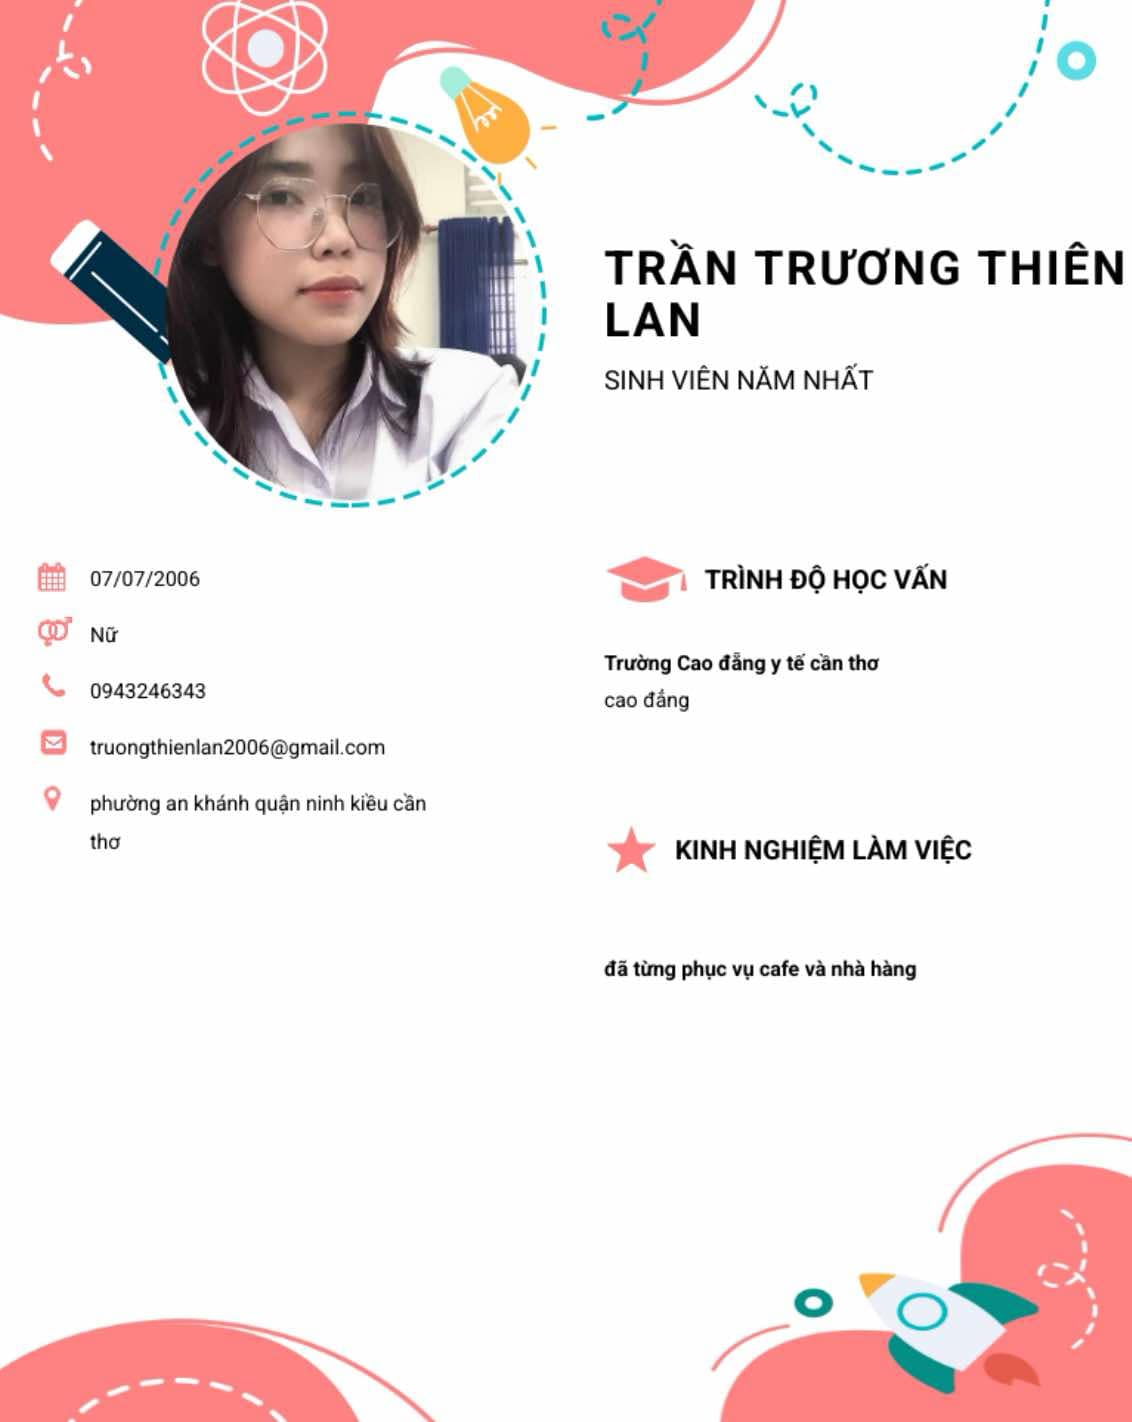 TRẦN TRƯƠNG THIÊN
LAN
SINH VIÊN NĂM NHẤT
07/07/2006
Nữ
0943246343
truongthienlan2006@gmail.com
phường an khánh quận ninh kiều cần
thơ
TRÌNH ĐỘ HỌC VẤN
Trường Cao đẳng y tế cần thơ
cao đẳng
KINH NGHIỆM LÀM VIỆC
đã từng phục vụ cafe và nhà hàng